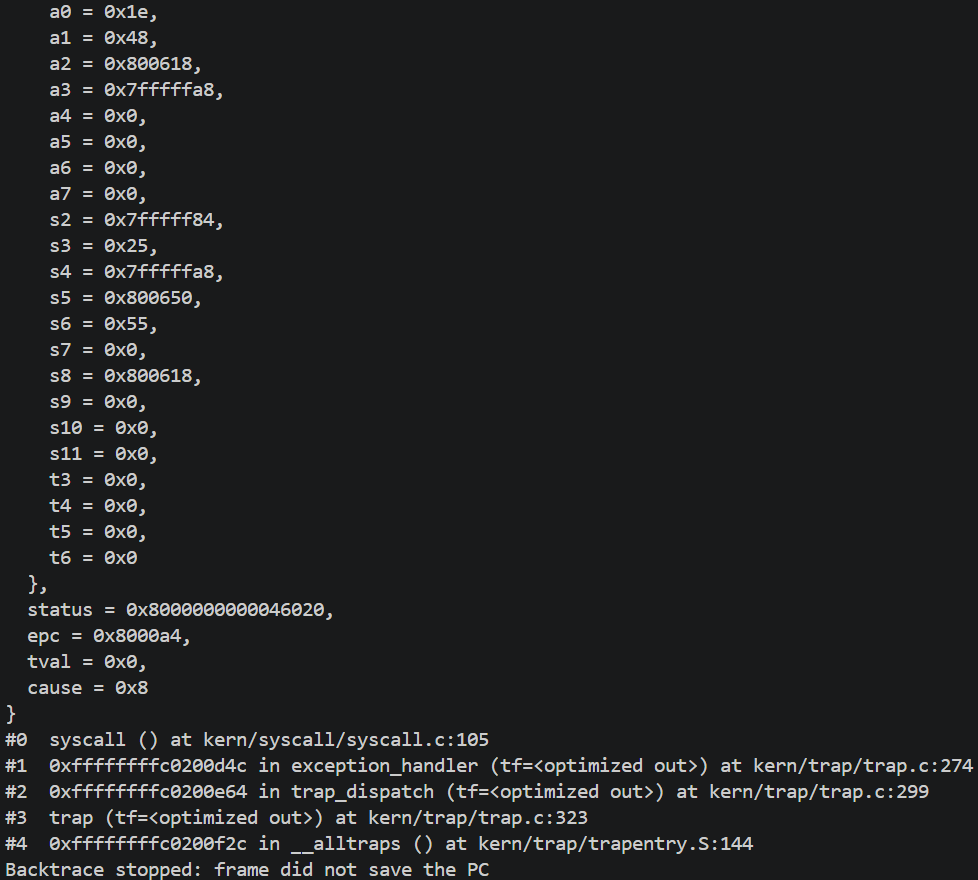 a0 = 0x1e,
a1 = 0x48,
a2 = 0x800618,
a3 = 0x7fffffa8,
a4 = 0x0,
a5 = 0x0,
a6 = 0x0,
a7 = 0x0,
s2 = 0x7fffff84,
s3 = 0x25,
s4 = 0x7fffffa8,
s5 = 0x800650,
s6 = 0x55,
s7 = 0x0,
s8 = 0x800618,
s9 = 0x0,
s10 = 0x0,
s11 = 0x0,
t3 = 0x0,
t4 = 0x0,
t5 = 0x0,
t6 = 0x0
},
status = 0x8000000000046020,
epc = 0x8000a4,
tval = 0x0,
cause = 0x8
}
#0  syscall () at kern/syscall/syscall.c:105
#1  0xffffffffc0200d4c in exception_handler (tf=<optimized out>) at kern/trap/trap.c:274
#2  0xffffffffc0200e64 in trap_dispatch (tf=<optimized out>) at kern/trap/trap.c:299
#3  trap (tf=<optimized out>) at kern/trap/trap.c:323
#4  0xffffffffc0200f2c in __alltraps () at kern/trap/trapentry.S:144
Backtrace stopped: frame did not save the PC